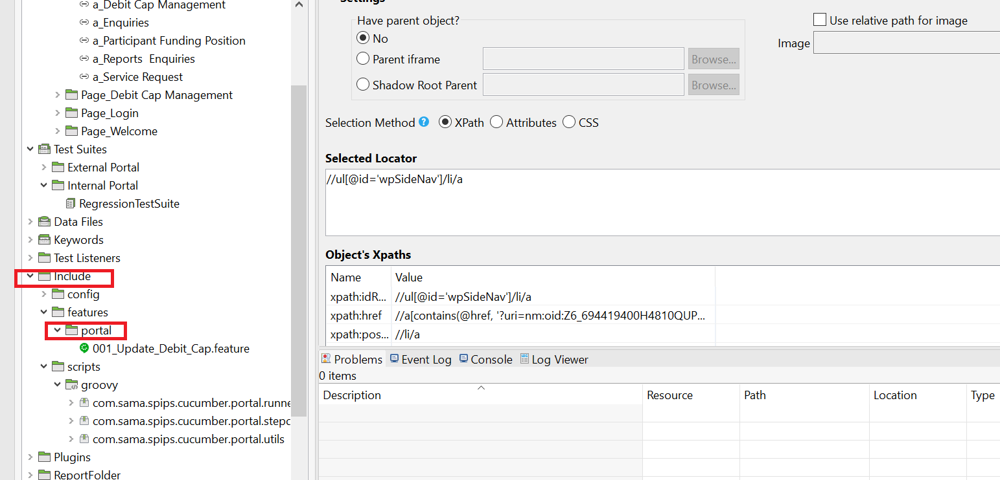 a_Debit Cap Management
a_Enquiries
a_Participant Funding Position
a_Reports Enquiries
a_Service Request
Page_Debit Cap Management
Page_Login
Page_Welcome
Test Suites
External Portal
Internal Portal
RegressionTestSuite
Data Files
Keywords
Test Listeners
Include
config
features
portal
001_Update_Debit_Cap.feature
scripts
groovy
com.sama.spips.cucumber.portal.runne
com.sama.spips.cucumber.portal.stepc
com.sama.spips.cucumber.portal.utils
Plugins
ReportFolder
Settings
Have parent object?
No
Parent iframe
Browse...
Shadow Root Parent
Browse...
Use relative path for image
Image
Selection Method ? XPath Attributes CSS
Selected Locator
//ul[@id='wpSideNav']/li/a
Object's Xpaths
Name Value
xpath:idR... //ul[@id='wpSideNav']/li/a
xpath:href //a[contains(@href, '?uri=nm:oid:Z6_694419400H4810QUP...
xpath:pos... //li/a
Problems Event Log Console Log Viewer
0 items
Description Resource Path Location Type